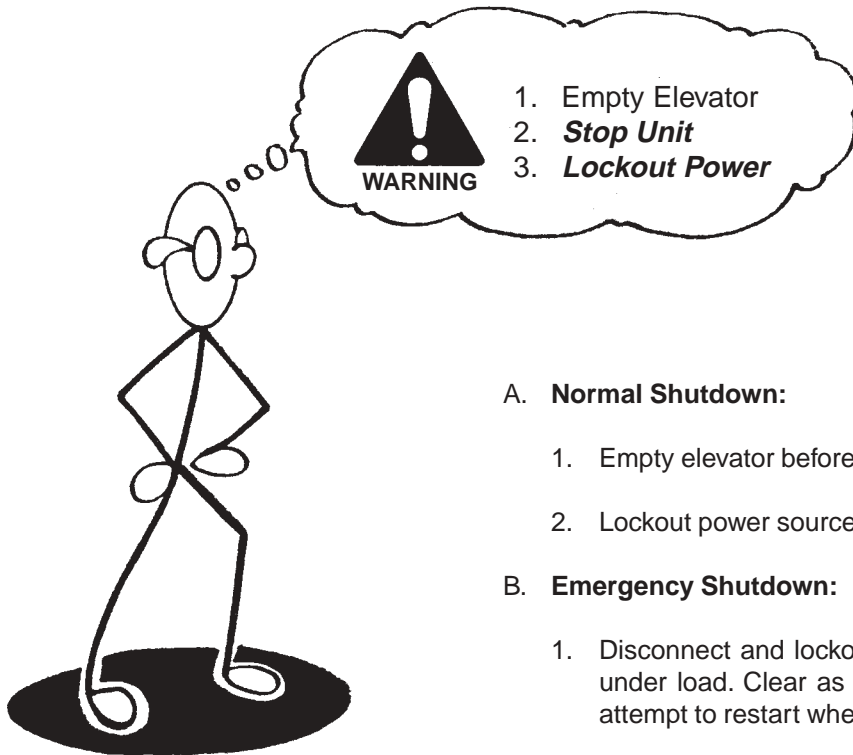 WARNING
1. Empty Elevator
2. Stop Unit
3. Lockout Power
A. Normal Shutdown:
1. Empty elevator before
2. Lockout power source
B. Emergency Shutdown:
1. Disconnect and locko
under load. Clear as
attempt to restart whe